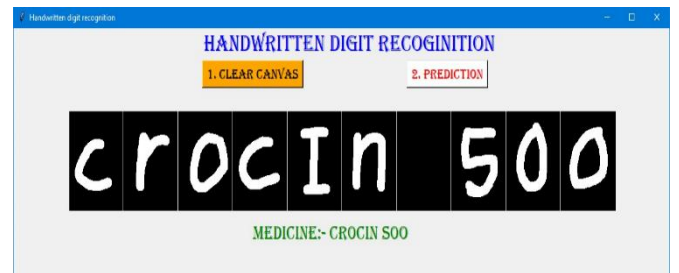 Handwritten digit recognition
HANDWRITTEN DIGIT RECOGINITION
1. CLEAR CANVAS 2. PREDICTION
crocIn 500
MEDICINE:- CROCIN SOO